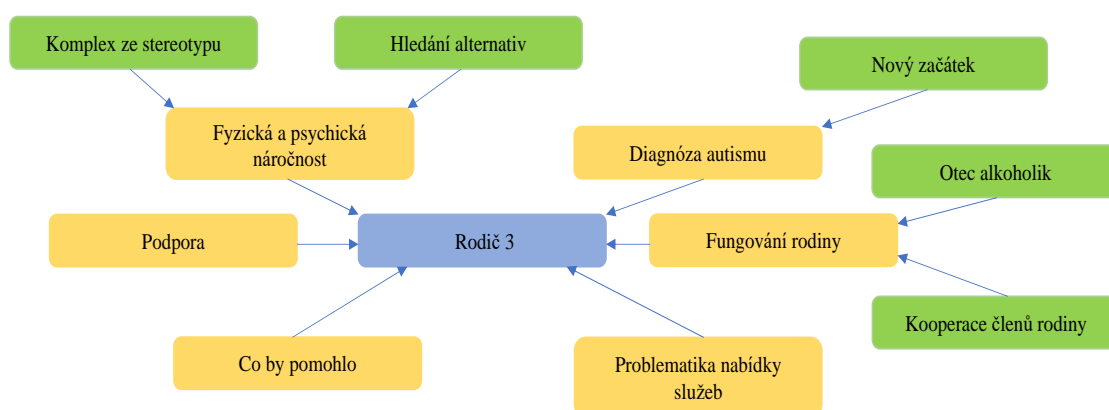 Komplex ze stereotypu
Hledání alternativ
Nový začátek
Fyzická a psychická
náročnost
Diagnóza autismu
Otec alkoholik
Podpora
Rodič 3
Fungování rodiny
Kooperace členů rodiny
Co by pomohlo
Problematika nabídky
služeb